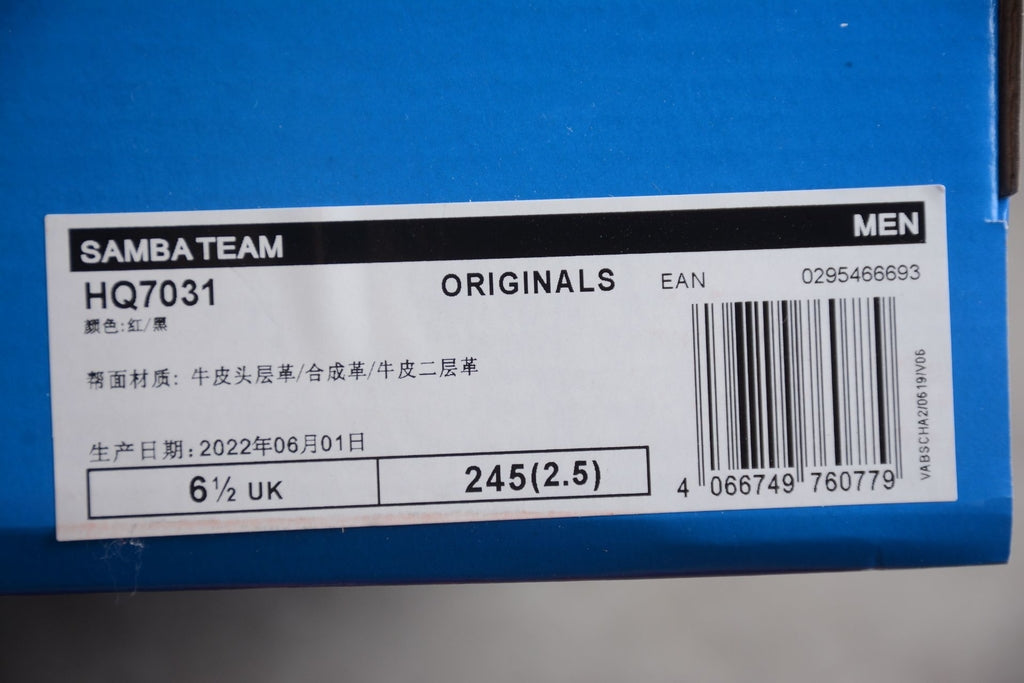 SAMBA TEAM
MEN
HQ7031
ORIGINALS
EAN
0295466693
颜色:红/黑
帮面材质: 牛皮头层革/合成革/牛皮二层革
生产日期:2022年06月01日
6½ UK
245(2.5)
4 066749 760779
VABSCHA2/0619/V06